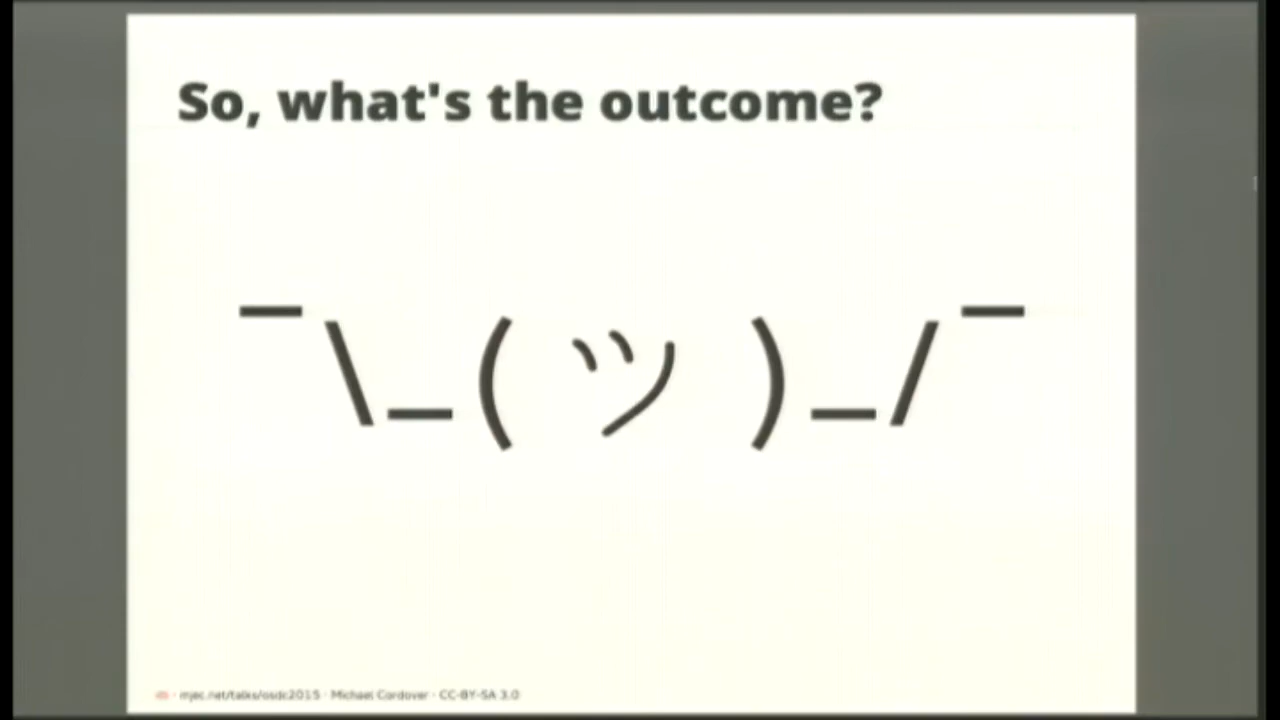 So, what's the outcome?
¯\_(ツ)_/¯
mjec.net/talks/osdc2015 · Michael Cordover · CC-BY-SA 3.0